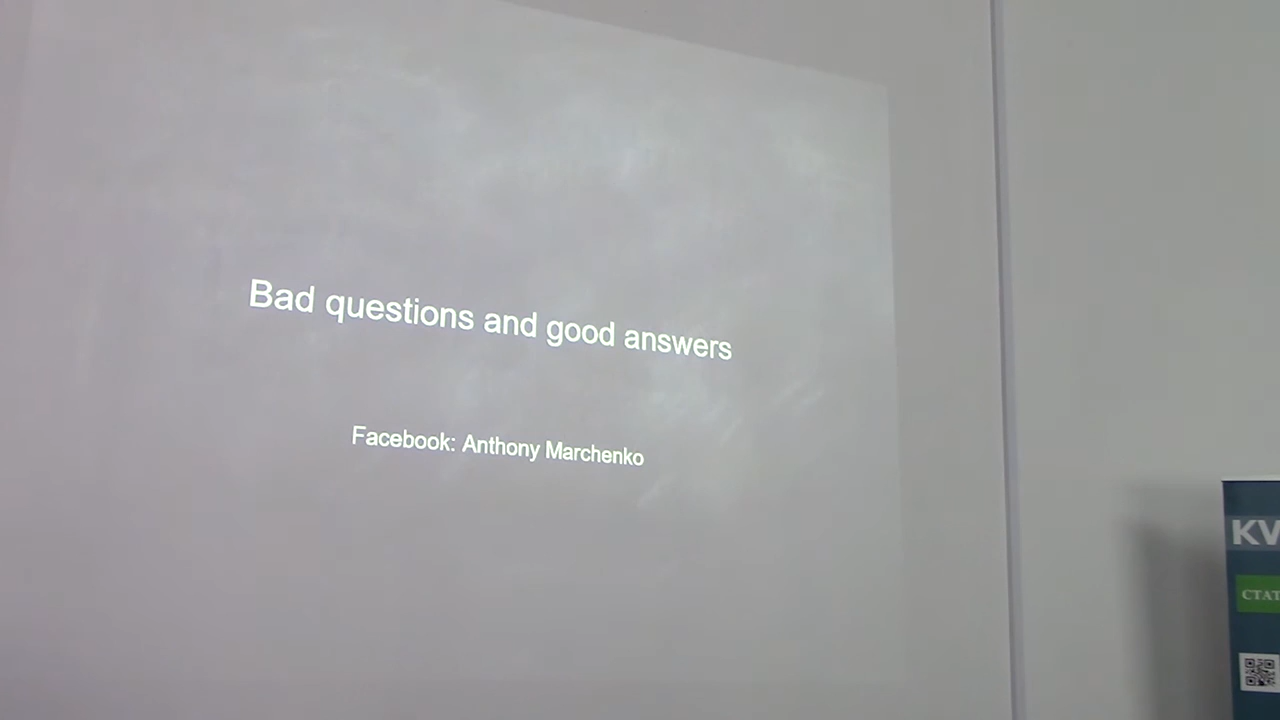 Bad questions and good answers
Facebook: Anthony Marchenko
KV
СТАТ